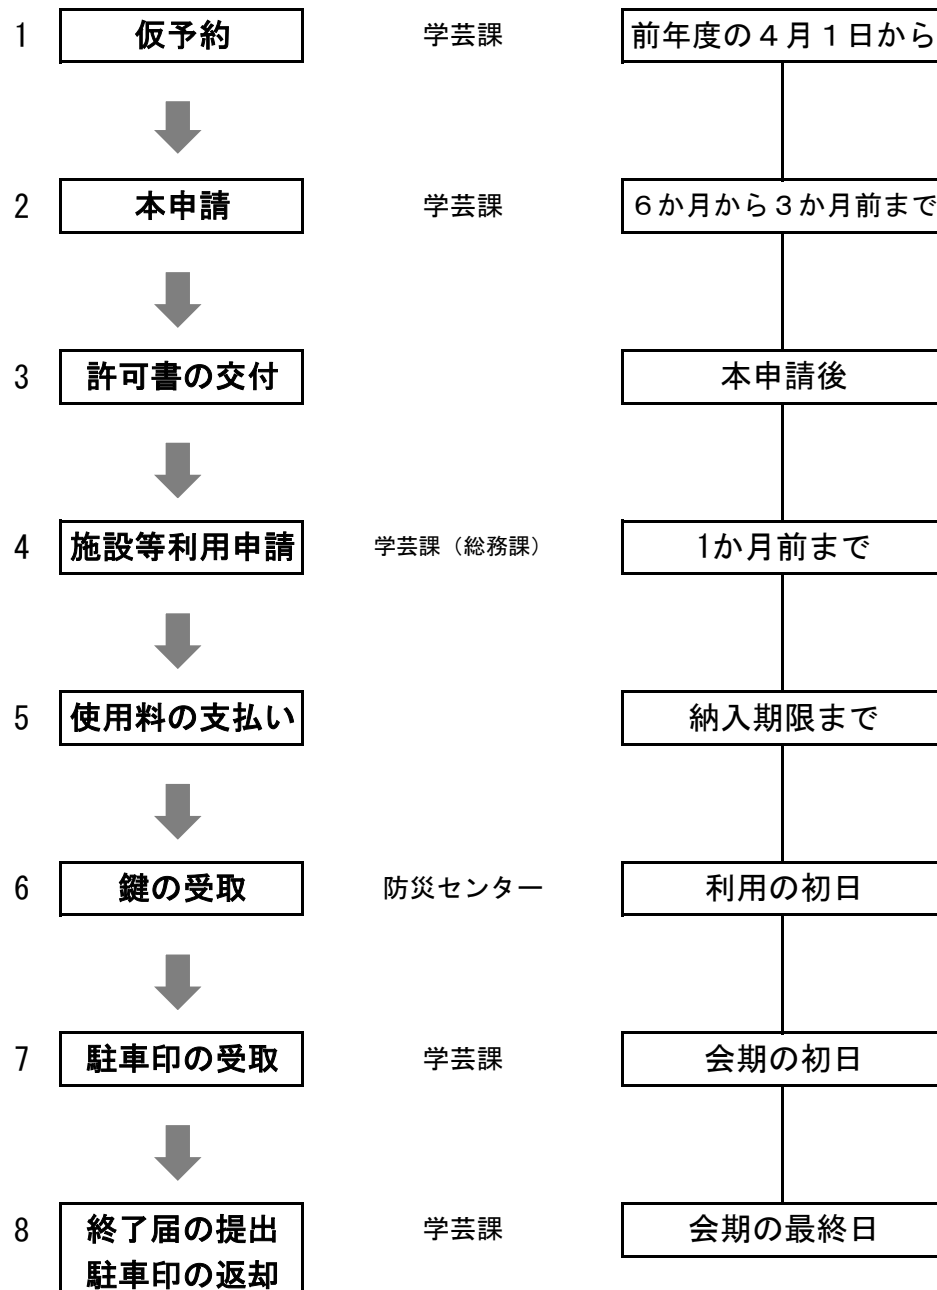 1 仮予約 学芸課 前年度の４月１日から
2 本申請 学芸課 ６か月から３か月前まで
3 許可書の交付 本申請後
4 施設等利用申請 学芸課（総務課） 1か月前まで
5 使用料の支払い 納入期限まで
6 鍵の受取 防災センター 利用の初日
7 駐車印の受取 学芸課 会期の初日
8 終了届の提出 学芸課 会期の最終日
駐車印の返却